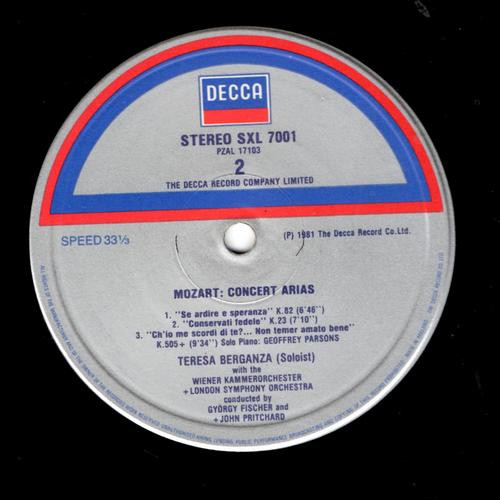 DECCA
STEREO SXL 7001
PZAL 17103
2
THE DECCA RECORD COMPANY LIMITED
SPEED 33⅓
(P) 1981 The Decca Record Co.Ltd.
MOZART: CONCERT ARIAS
1. "Se ardire e speranza" K.82 (6'46")
2. "Conservati fedele" K.23 (7'10")
3. "Ch'io me scordi di te?... Non temer amato bene"
K.505+ (9'34") Solo Piano: GEOFFREY PARSONS
TERESA BERGANZA (Soloist)
with the
WIENER KAMMERORCHESTER
+LONDON SYMPHONY ORCHESTRA
conducted by
GYÖRGY FISCHER and
+JOHN PRITCHARD